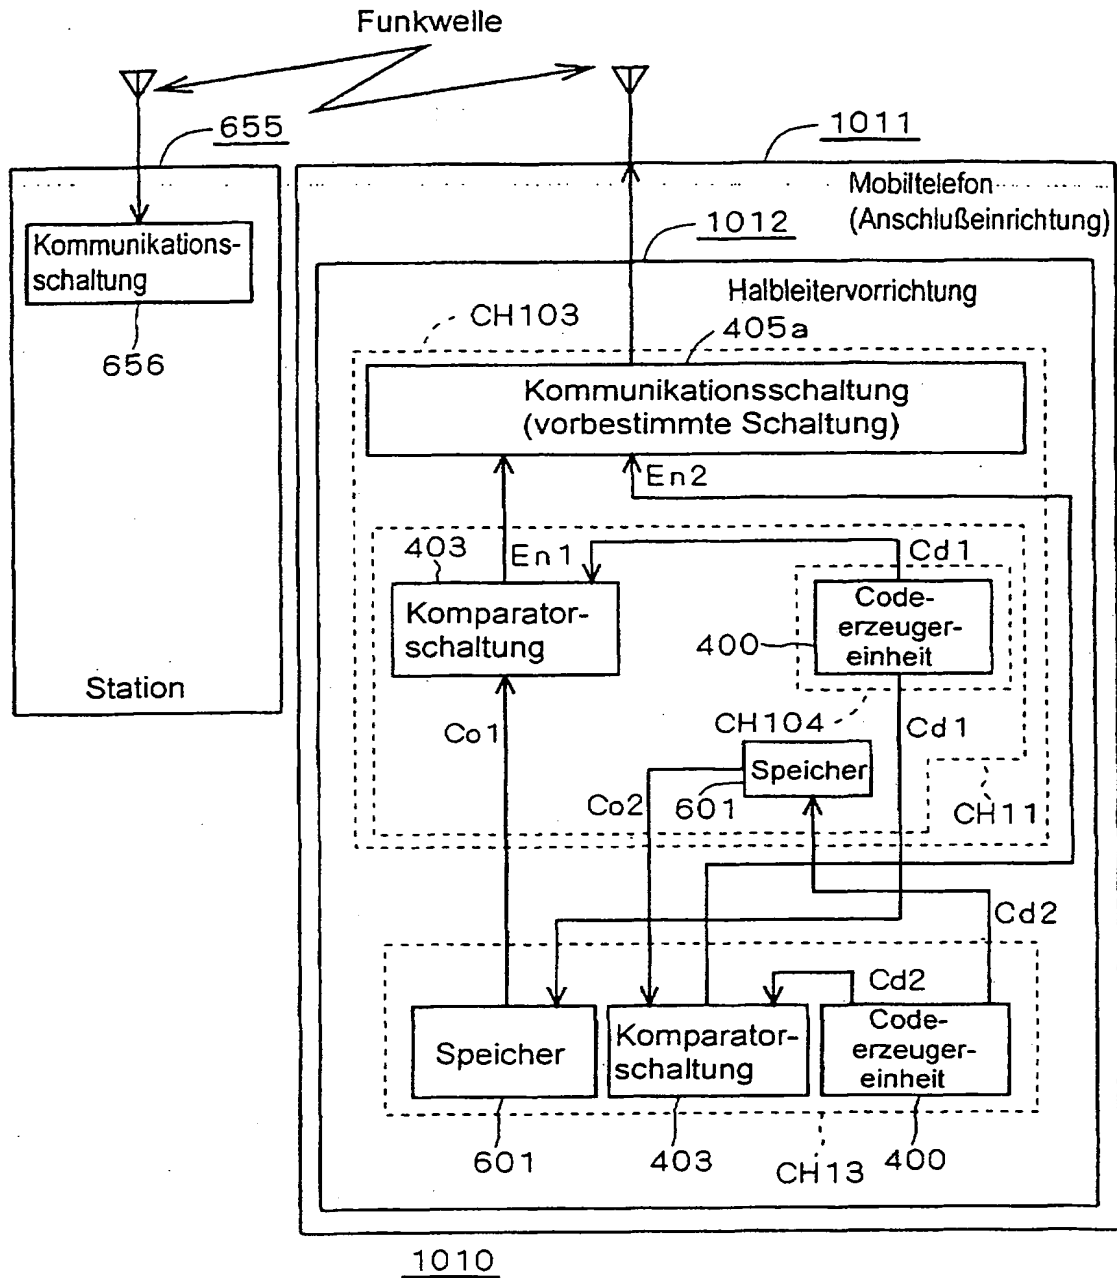 Funkwelle
655
1011
Mobiltelefon
(Anschlußeinrichtung)
1012
Kommunikations-
schaltung
656
Halbleitervorrichtung
CH103
405a
Kommunikationsschaltung
(vorbestimmte Schaltung)
En2
403
En1
Cd1
Komparator-
schaltung
Code-
erzeuger-
einheit
400
Station
Co1
CH104
Cd1
Speicher
601
Co2
CH11
Cd2
Cd2
Speicher
Komparator-
schaltung
Code-
erzeuger-
einheit
601
403
CH13
400
1010